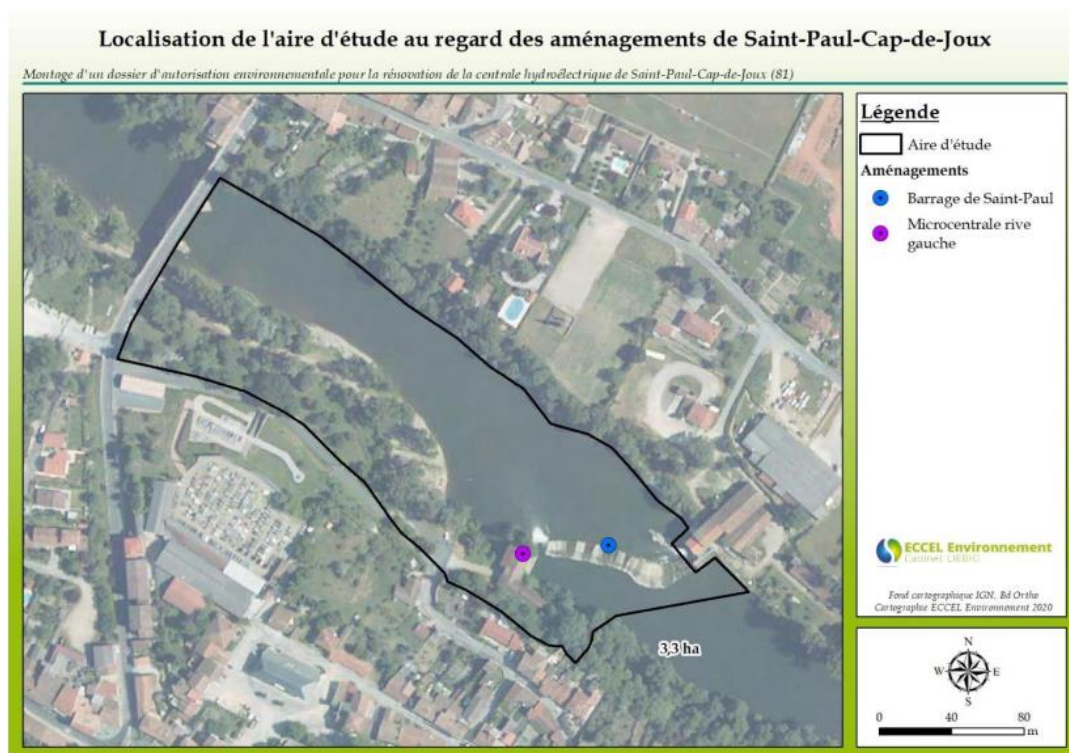 Localisation de l'aire d'étude au regard des aménagements de Saint-Paul-Cap-de-Joux
Montage d'un dossier d'autorisation environnementale pour la rénovation de la centrale hydroélectrique de Saint-Paul-Cap-de-Joux (81)
Légende
Aire d'étude
Aménagements
Barrage de Saint-Paul
Microcentrale rive
gauche
3,3 ha
ECCEL Environnement
Cabinet LIEBIG
Fond cartographique IGN, Bd Ortho
Cartographie ECCEL Environnement 2020
N
W E
S
0 40 80
m